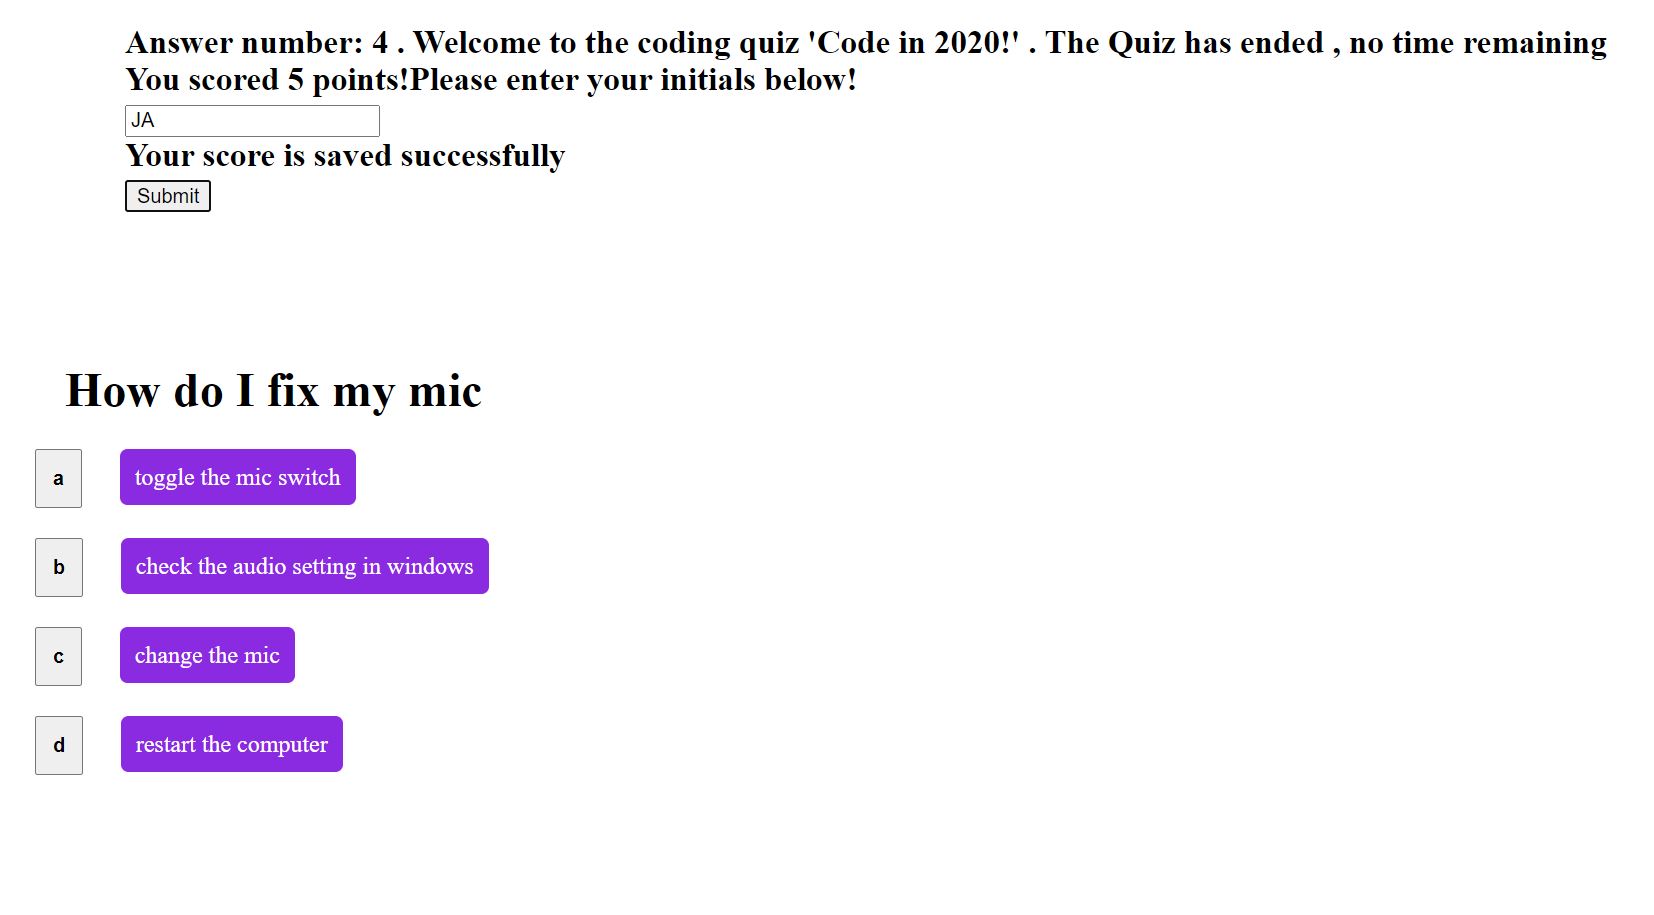 Answer number: 4 . Welcome to the coding quiz 'Code in 2020!' . The Quiz has ended , no time remaining
You scored 5 points!Please enter your initials below!
JA
Your score is saved successfully
Submit
How do I fix my mic
a toggle the mic switch
b check the audio setting in windows
c change the mic
d restart the computer